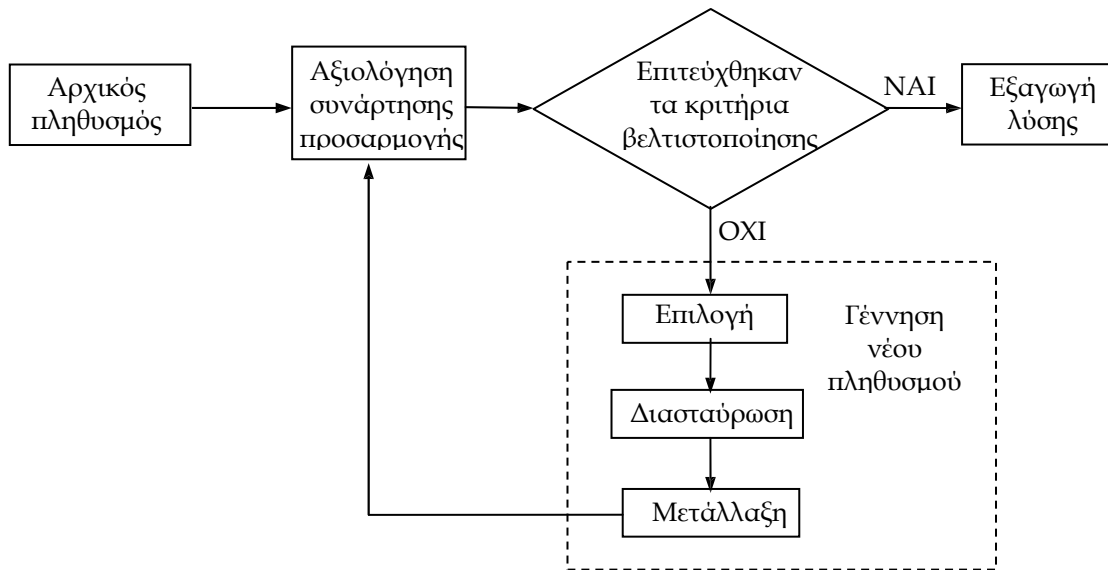 Αρχικός
πληθυσμός
Αξιολόγηση
συνάρτησης
προσαρμογής
Επιτεύχθηκαν
τα κριτήρια
βελτιστοποίησης
ΝΑΙ
Εξαγωγή
λύσης
ΟΧΙ
Επιλογή
Γέννηση
νέου
πληθυσμού
Διασταύρωση
Μετάλλαξη